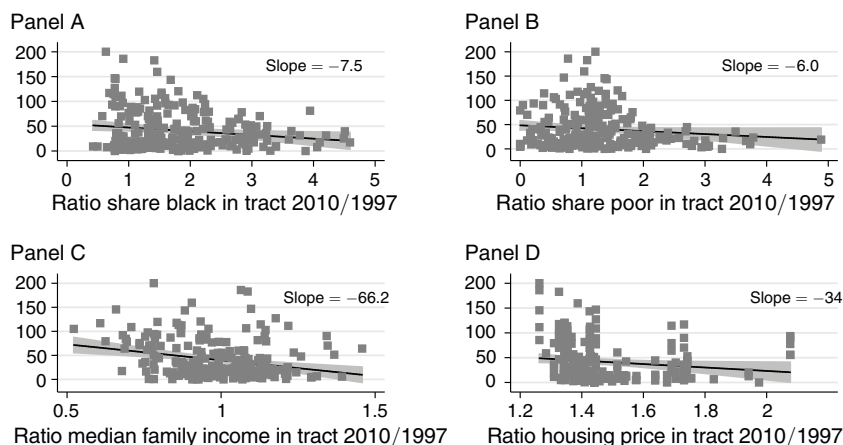 Panel A
Slope = −7.5
200
150
100
50
0
0 1 2 3 4 5
Ratio share black in tract 2010/1997
Panel B
Slope = −6.0
200
150
100
50
0
0 1 2 3 4 5
Ratio share poor in tract 2010/1997
Panel C
Slope = −66.2
200
150
100
50
0
0.5 1 1.5
Ratio median family income in tract 2010/1997
Panel D
Slope = −34
200
150
100
50
0
1.2 1.4 1.6 1.8 2 2.2
Ratio housing price in tract 2010/1997